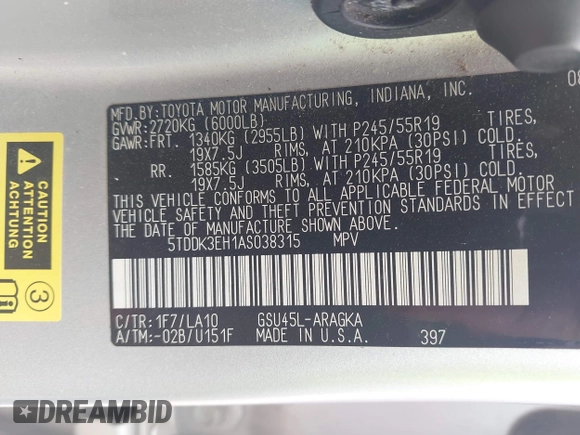 MFD.BY:TOYOTA MOTOR MANUFACTURING, INDIANA, INC. 08
GVWR:2720KG (6000LB)
GAWR:FRT. 1340KG (2955LB) WITH P245/55R19 TIRES,
19X7.5J RIMS, AT 210KPA (30PSI) COLD.
RR. 1585KG (3505LB) WITH P245/55R19 TIRES,
19X7.5J RIMS, AT 210KPA (30PSI) COLD.
THIS VEHICLE CONFORMS TO ALL APPLICABLE FEDERAL MOTOR
VEHICLE SAFETY AND THEFT PREVENTION STANDARDS IN EFFECT
THE DATE OF MANUFACTURE SHOWN ABOVE.
5TDDK3EH1AS038315 MPV
C/TR:1F7/LA10 GSU45L-ARAGKA
A/TM:-02B/U151F MADE IN U.S.A. 397
CAUTION
ATTENTION
ACHTUNG
3
DREAMBID